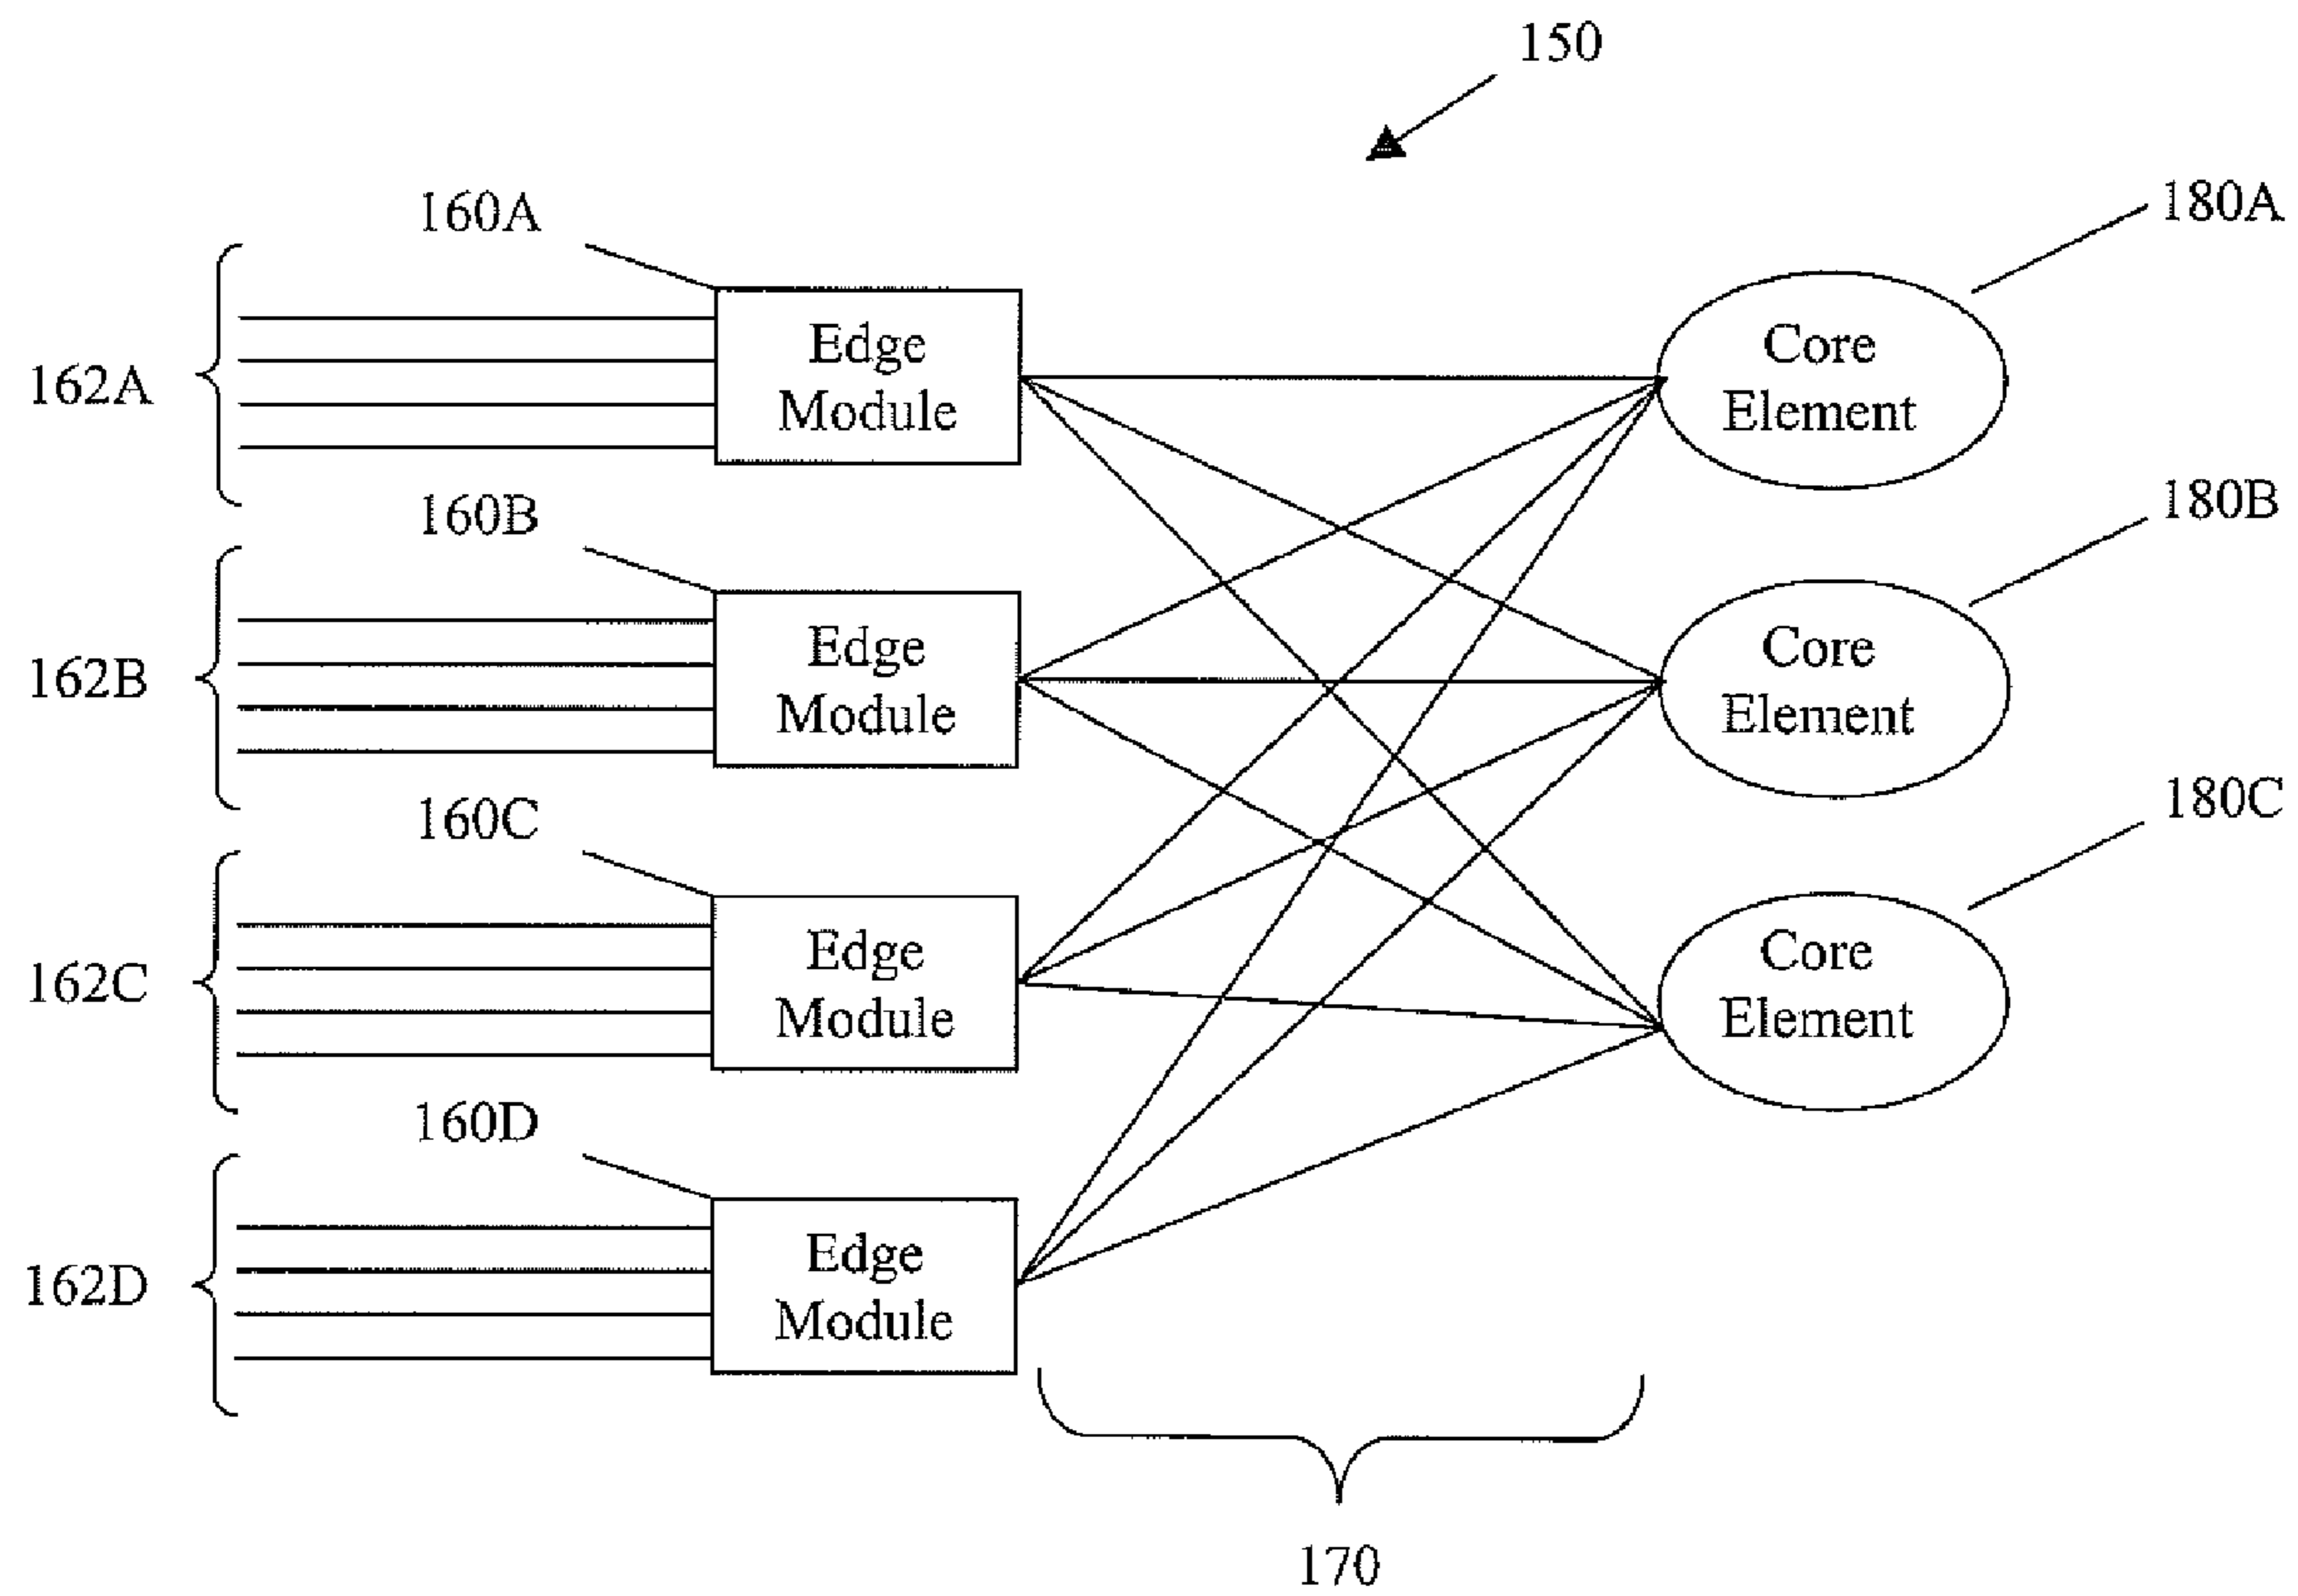 150
160A
180A
Edge
Module
Core
Element
162A
160B
180B
Edge
Module
Core
Element
162B
160C
180C
Edge
Module
Core
Element
162C
160D
Edge
Module
162D
170